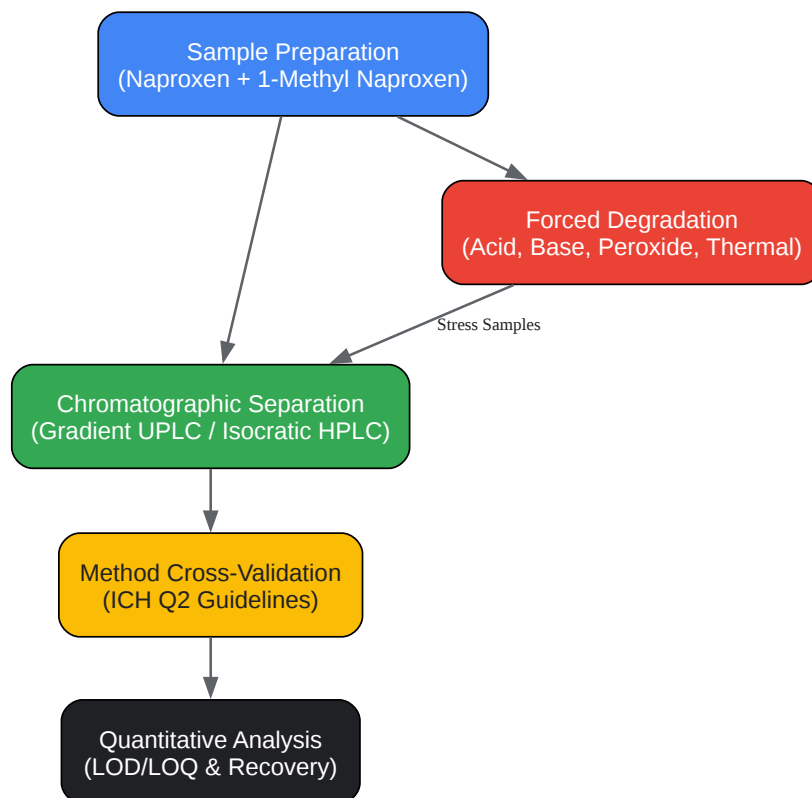 Sample Preparation
(Naproxen + 1-Methyl Naproxen)
Forced Degradation
(Acid, Base, Peroxide, Thermal)
Stress Samples
Chromatographic Separation
(Gradient UPLC / Isocratic HPLC)
Method Cross-Validation
(ICH Q2 Guidelines)
Quantitative Analysis
(LOD/LOQ & Recovery)